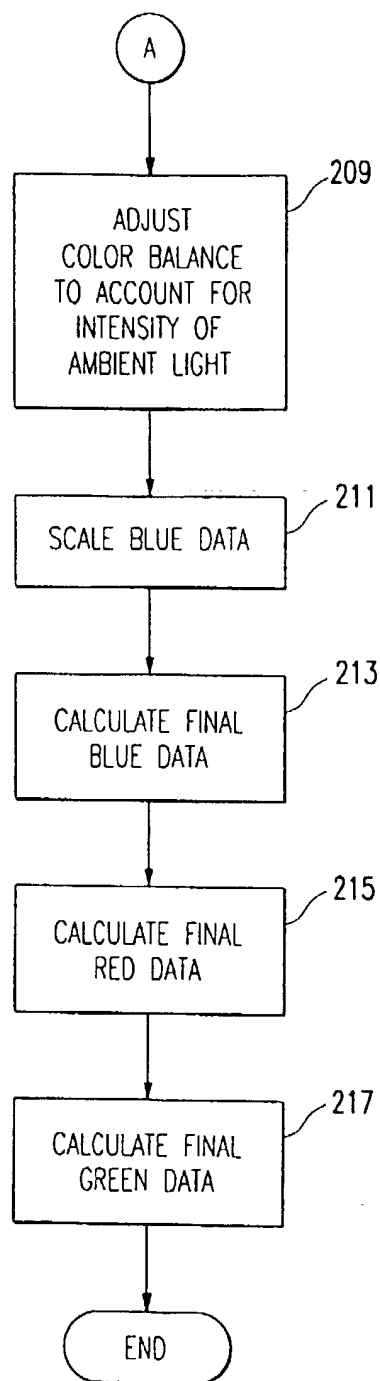 A
209
ADJUST
COLOR BALANCE
TO ACCOUNT FOR
INTENSITY OF
AMBIENT LIGHT
211
SCALE BLUE DATA
213
CALCULATE FINAL
BLUE DATA
215
CALCULATE FINAL
RED DATA
217
CALCULATE FINAL
GREEN DATA
END